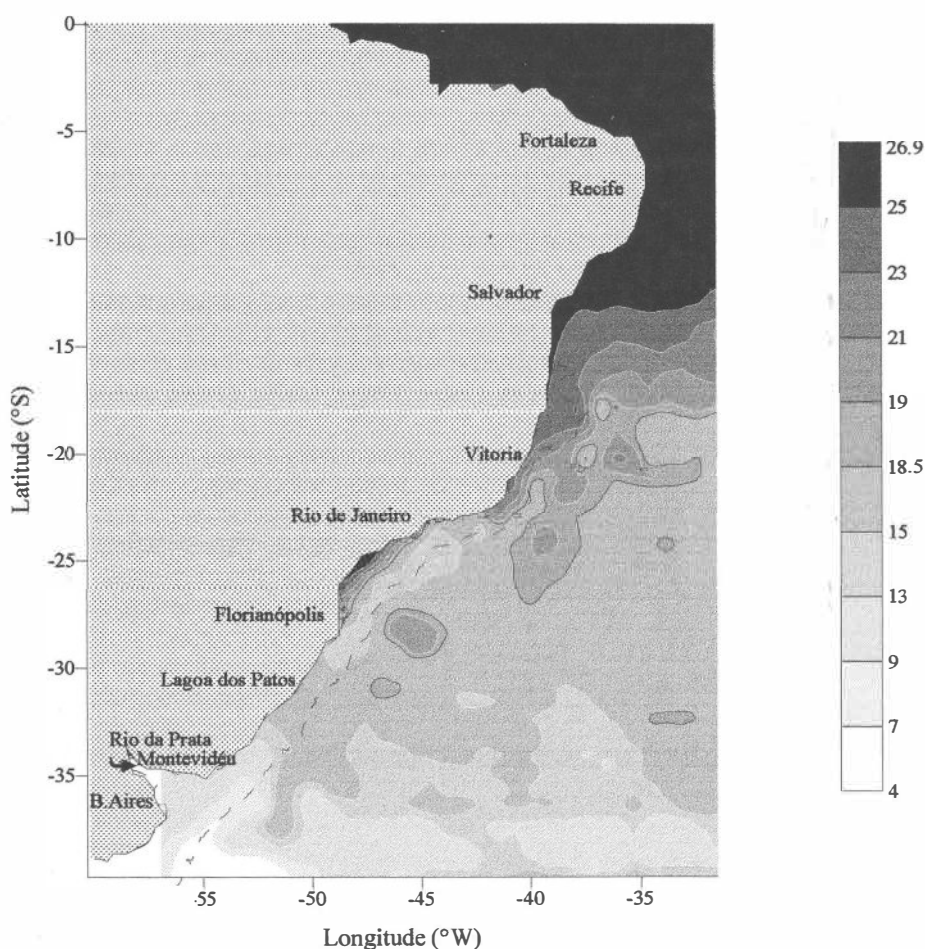 0
-5
-10
-15
-20
-25
-30
-35
Latitude (°S)
Fortaleza
Recife
Salvador
Vitoria
Rio de Janeiro
Florianópolis
Lagoa dos Patos
Rio da Prata
Montevidéu
B.Aires
-55
-50
-45
-40
-35
Longitude (°W)
26.9
25
23
21
19
18.5
15
13
9
7
4